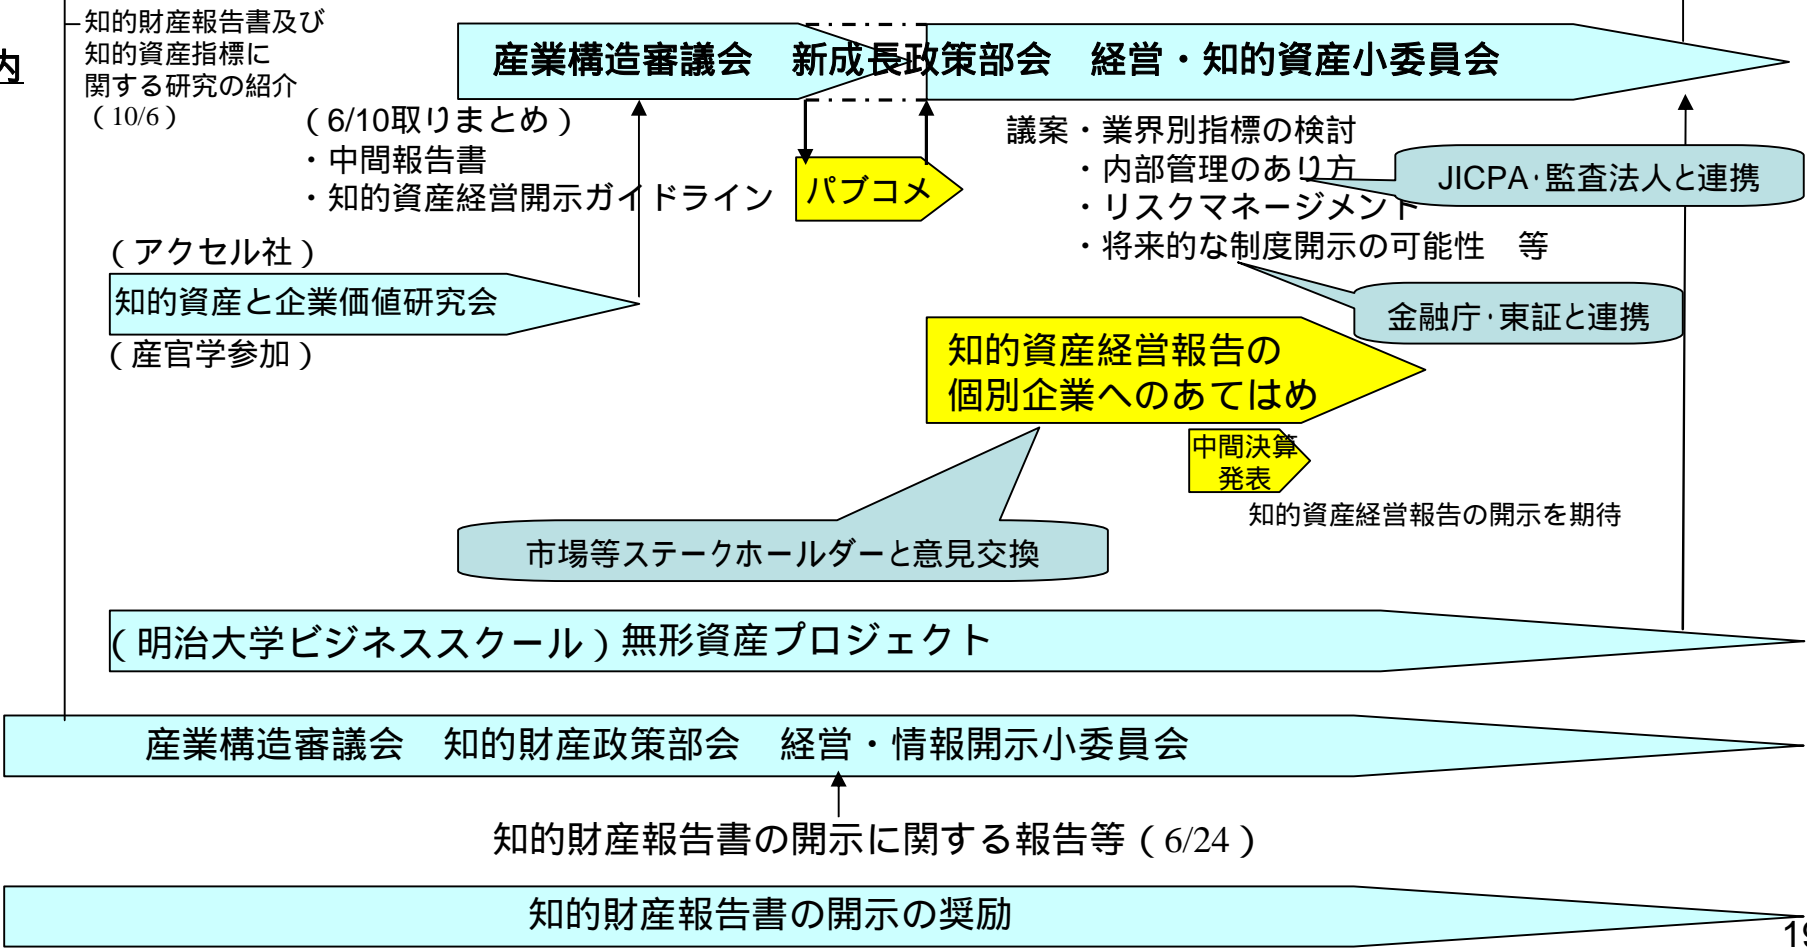 内
知的財産報告書及び
知的資産指標に
関する研究の紹介
（10/6）
産業構造審議会　新成長政策部会　経営・知的資産小委員会
（6/10取りまとめ）
・中間報告書
・知的資産経営開示ガイドライン
パブコメ
議案・業界別指標の検討
・内部管理のあり方
・リスクマネージメント
・将来的な制度開示の可能性　等
JICPA・監査法人と連携
金融庁・東証と連携
（アクセル社）
知的資産と企業価値研究会
（産官学参加）
知的資産経営報告の
個別企業へのあてはめ
中間決算
発表
知的資産経営報告の開示を期待
市場等ステークホールダーと意見交換
（明治大学ビジネススクール）無形資産プロジェクト
産業構造審議会　知的財産政策部会　経営・情報開示小委員会
知的財産報告書の開示に関する報告等（6/24）
知的財産報告書の開示の奨励
19